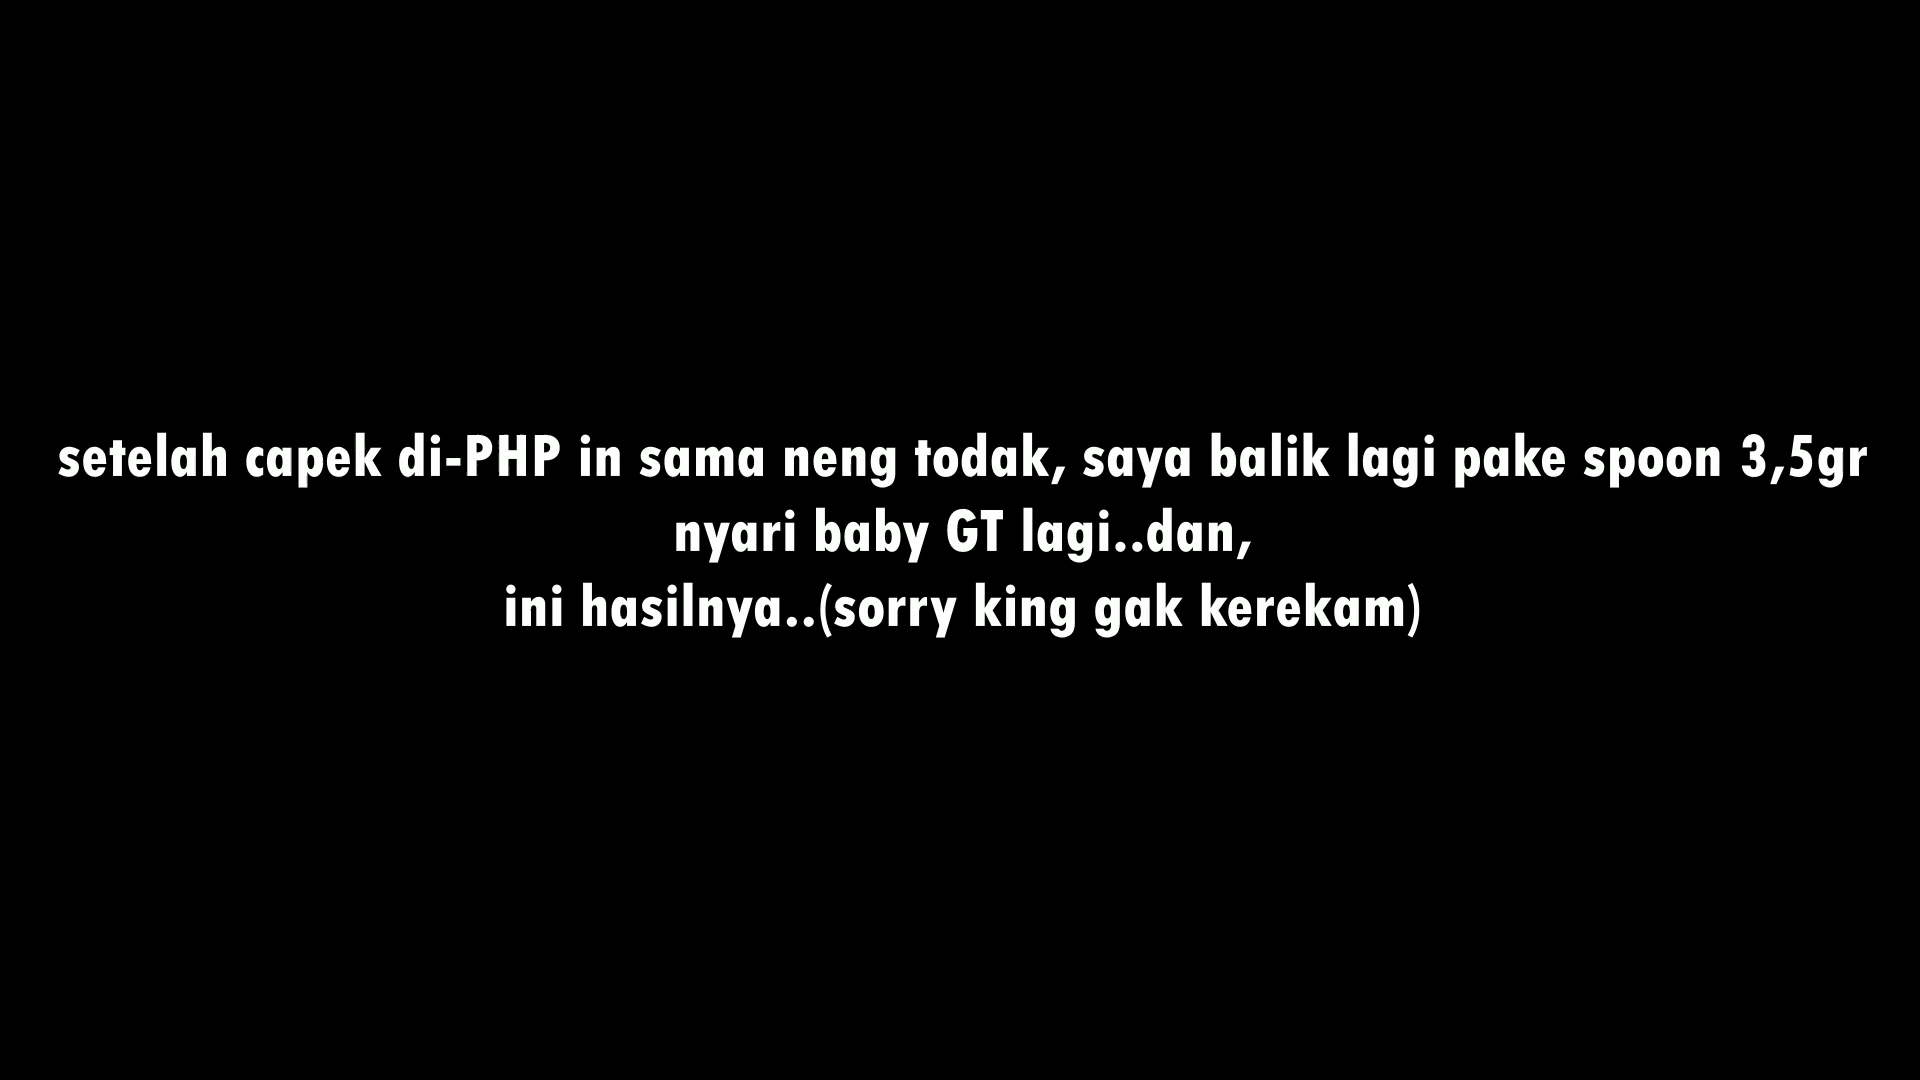 setelah capek di-PHP in sama neng todak, saya balik lagi pake spoon 3,5gr
nyari baby GT lagi..dan,
ini hasilnya..(sorry king gak kerekam)